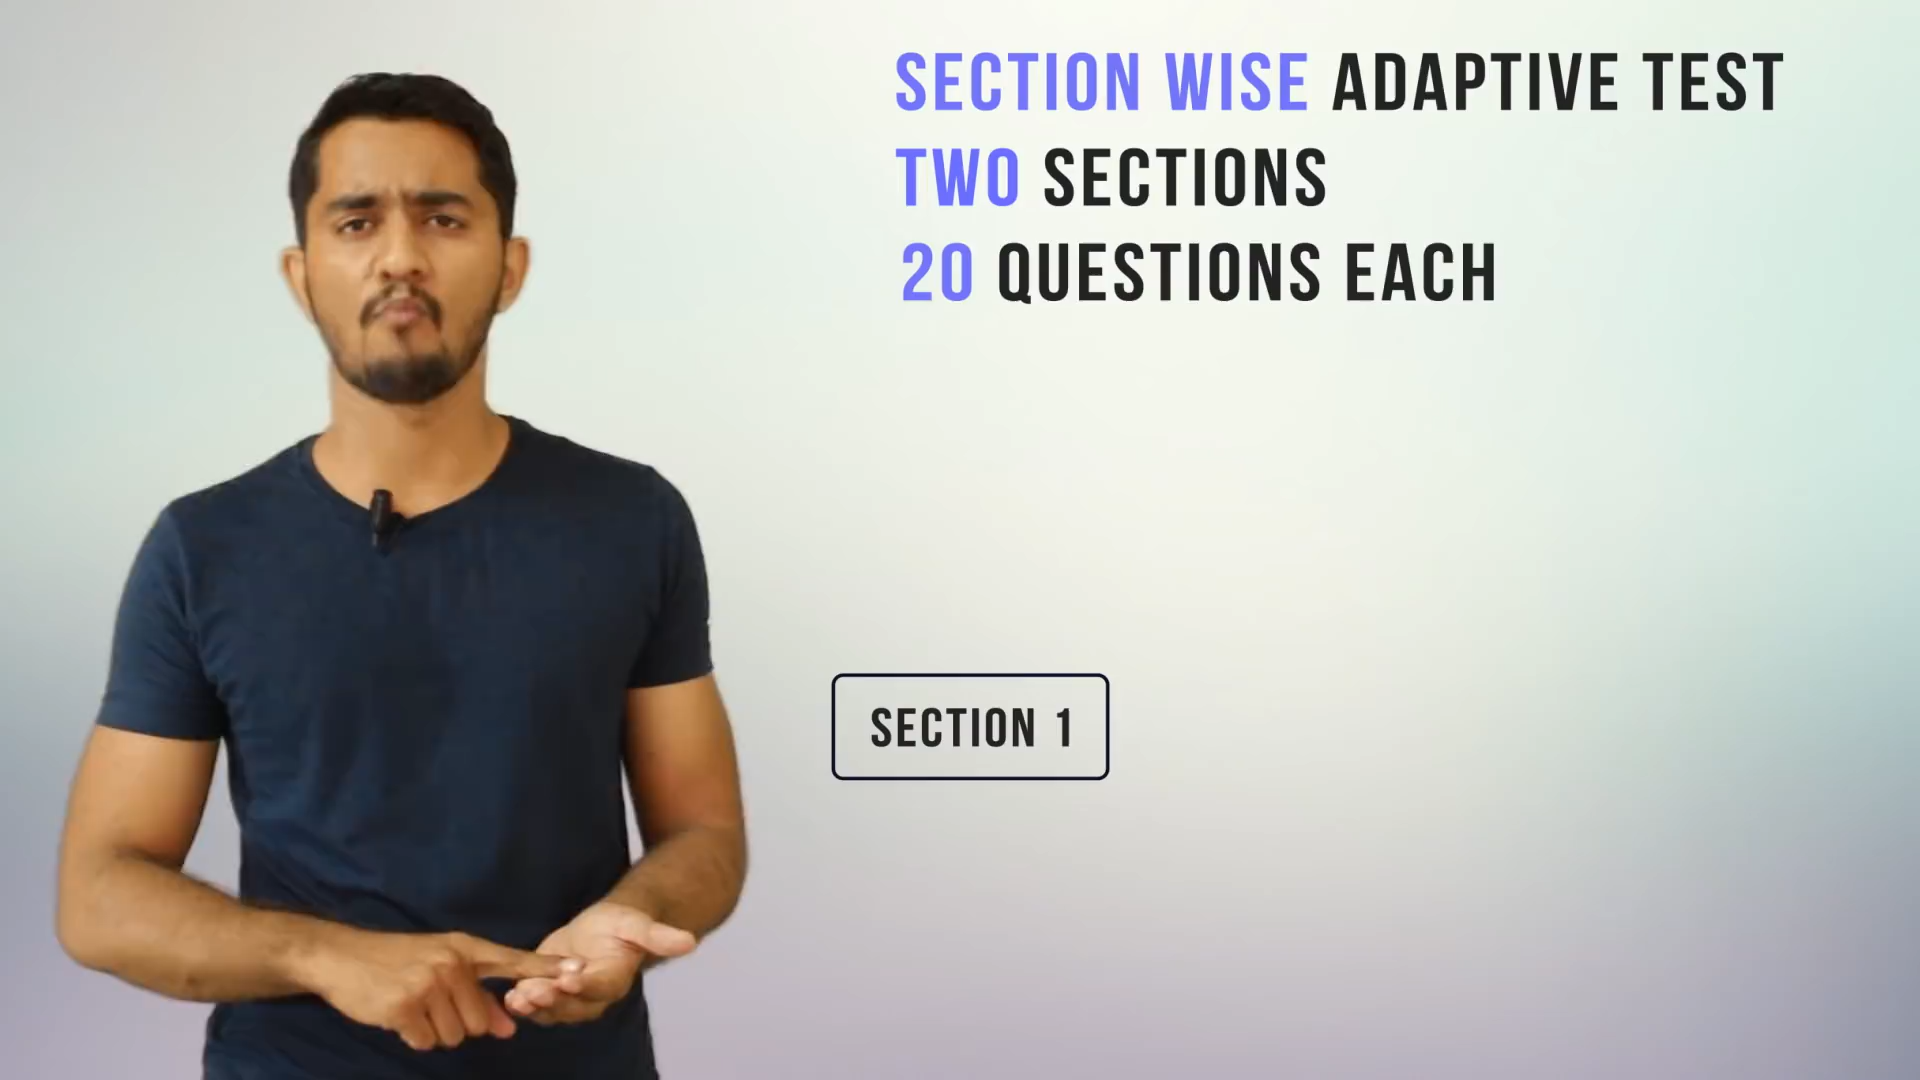 SECTION WISE ADAPTIVE TEST
TWO SECTIONS
20 QUESTIONS EACH
SECTION 1